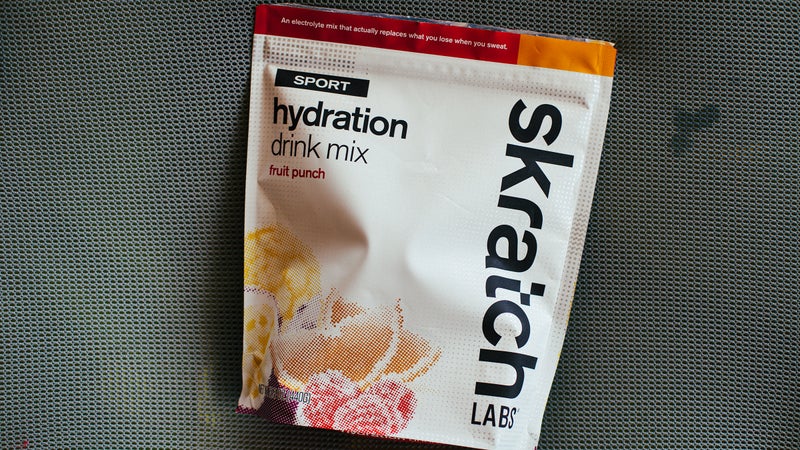 An electrolyte mix that actually replaces what you lose when you sweat.
SPORT
hydration
drink mix
fruit punch
skratch
LABS